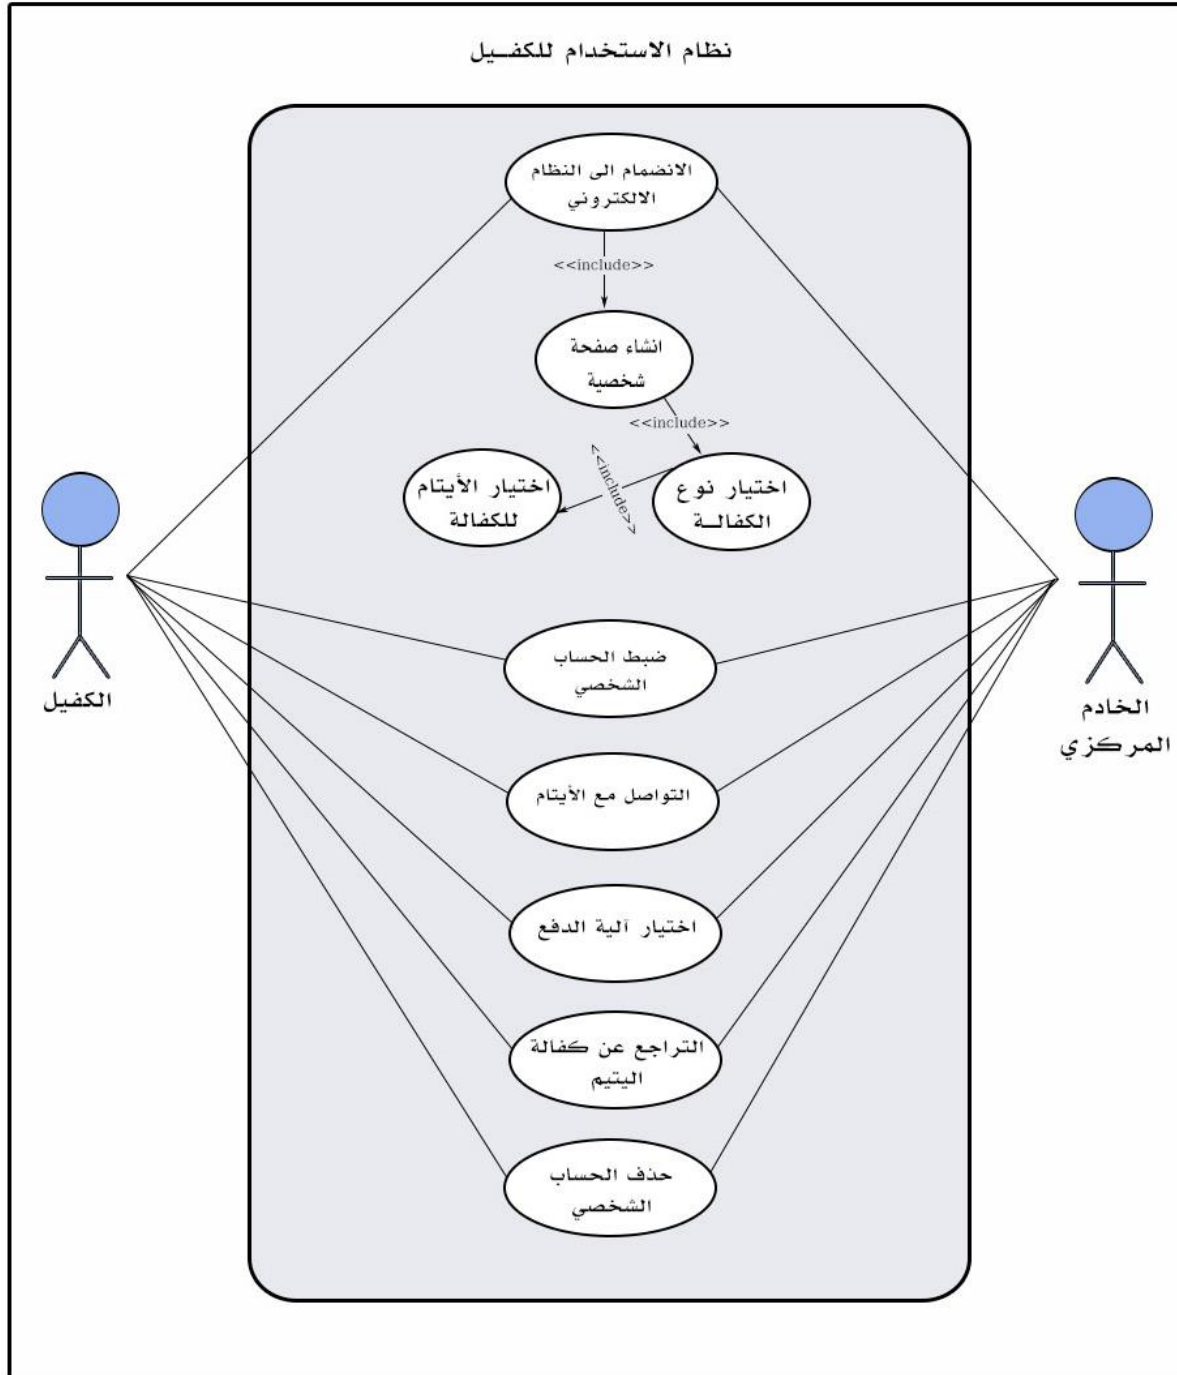 نظام الاستخدام للكفـيل
الانضمام الى النظام
الالكتروني
<<include>>
انشاء صفحة
شخصية
<<include>>
<<include>>
اختيار نوع
الكفالـة
اختيار الأيتام
للكفالة
ضبط الحساب
الشخصي
الكفيل
الخادم
المركزي
التواصل مع الأيتام
اختيار آلية الدفع
التراجع عن كفالة
اليتيم
حذف الحساب
الشخصي